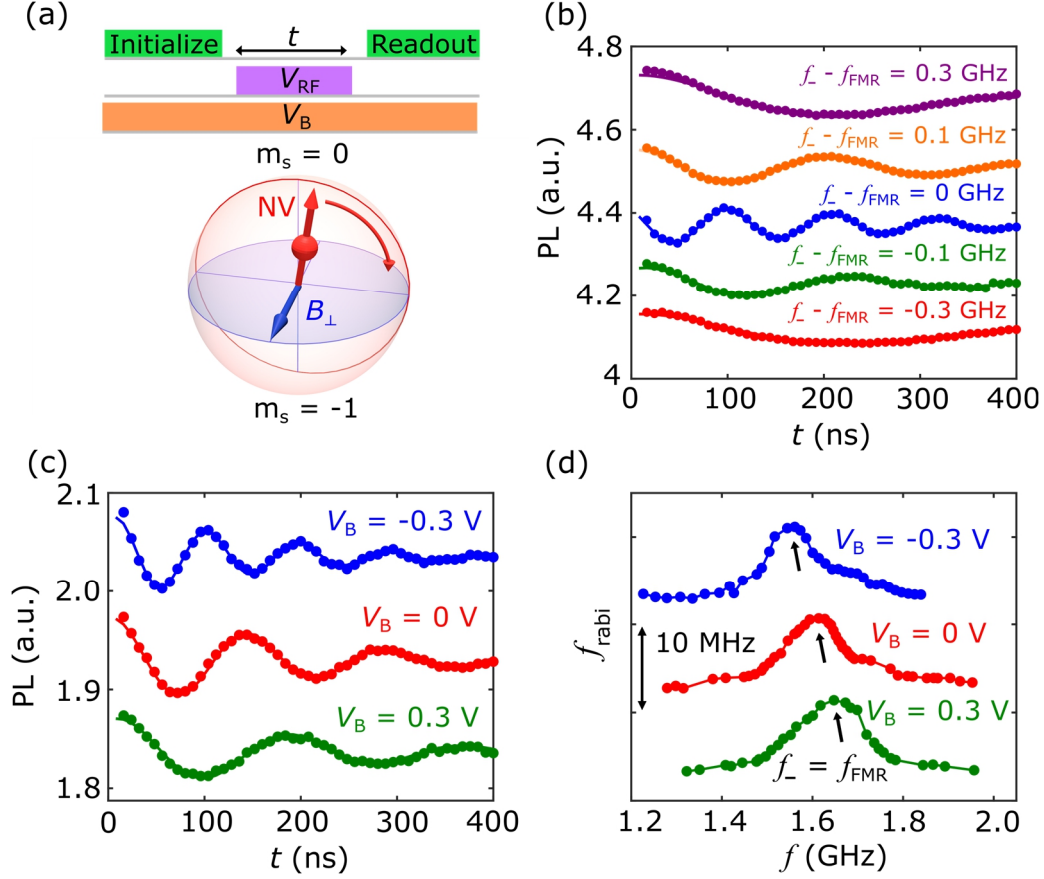 (a)
Initialize
t
Readout
V_RF
V_B
m_s = 0
NV
B_⊥
m_s = -1
(b)
4.8
4.6
4.4
4.2
4
PL (a.u.)
f_- - f_FMR = 0.3 GHz
f_- - f_FMR = 0.1 GHz
f_- - f_FMR = 0 GHz
f_- - f_FMR = -0.1 GHz
f_- - f_FMR = -0.3 GHz
0 100 200 300 400
t (ns)
(c)
2.1
2.0
1.9
1.8
PL (a.u.)
V_B = -0.3 V
V_B = 0 V
V_B = 0.3 V
0 100 200 300 400
t (ns)
(d)
f_rabi
V_B = -0.3 V
10 MHz
V_B = 0 V
V_B = 0.3 V
f_- = f_FMR
1.2 1.4 1.6 1.8 2.0
f (GHz)